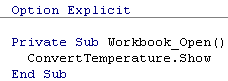 Option Explicit
Private Sub Workbook_Open()
ConvertTemperature.Show
End Sub